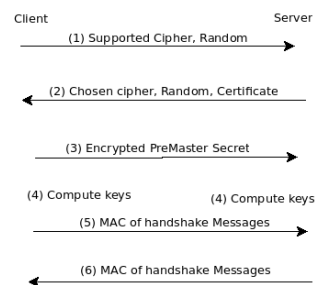 Client
Server
(1) Supported Cipher, Random
(2) Chosen cipher, Random, Certificate
(3) Encrypted PreMaster Secret
(4) Compute keys
(4) Compute keys
(5) MAC of handshake Messages
(6) MAC of handshake Messages